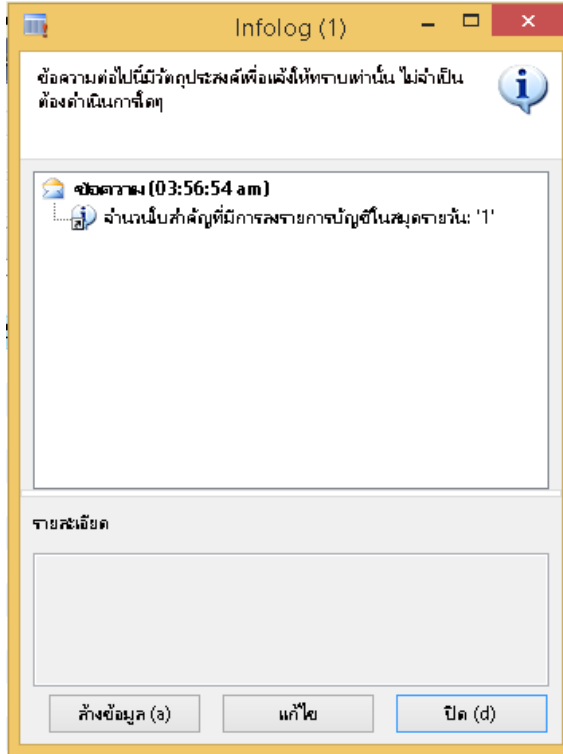 Infolog (1)
ข้อความต่อไปนี้มีวัตถุประสงค์เพื่อแจ้งให้ทราบเท่านั้น ไม่จำเป็น
ต้องดำเนินการใดๆ
ข้อความ (03:56:54 am)
จำนวนใบสำคัญที่มีการลงรายการบัญชีในสมุดรายวัน: '1'
รายละเอียด
ล้างข้อมูล (a)
แก้ไข
ปิด (d)